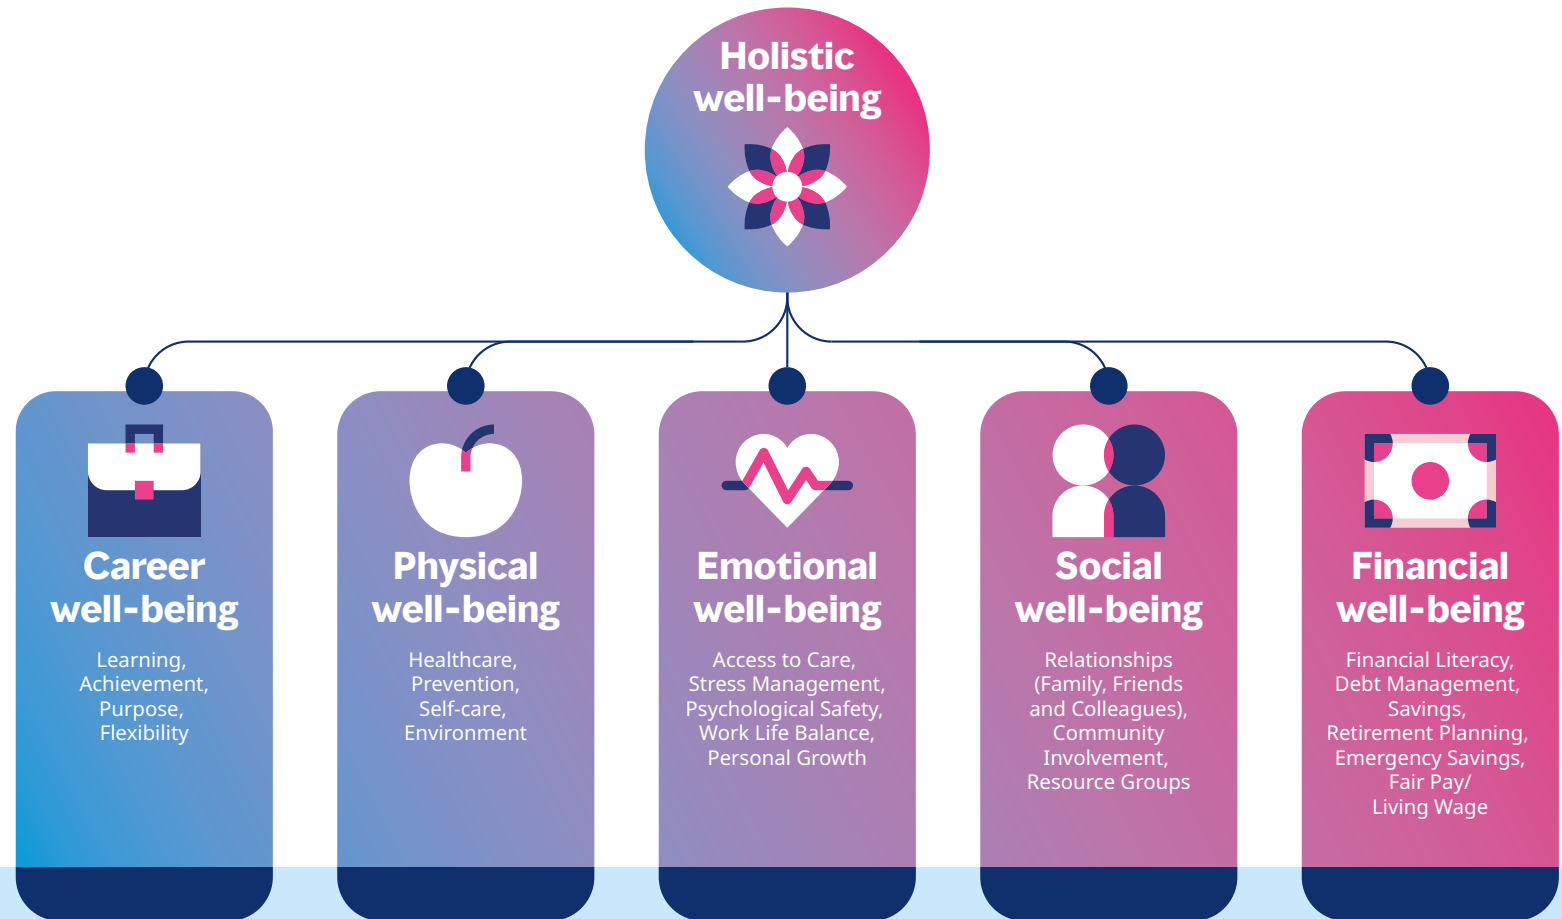 Holistic
well-being
Career
well-being
Learning,
Achievement,
Purpose,
Flexibility
Physical
well-being
Healthcare,
Prevention,
Self-care,
Environment
Emotional
well-being
Access to Care,
Stress Management,
Psychological Safety,
Work Life Balance,
Personal Growth
Social
well-being
Relationships
(Family, Friends
and Colleagues),
Community
Involvement,
Resource Groups
Financial
well-being
Financial Literacy,
Debt Management,
Savings,
Retirement Planning,
Emergency Savings,
Fair Pay/
Living Wage